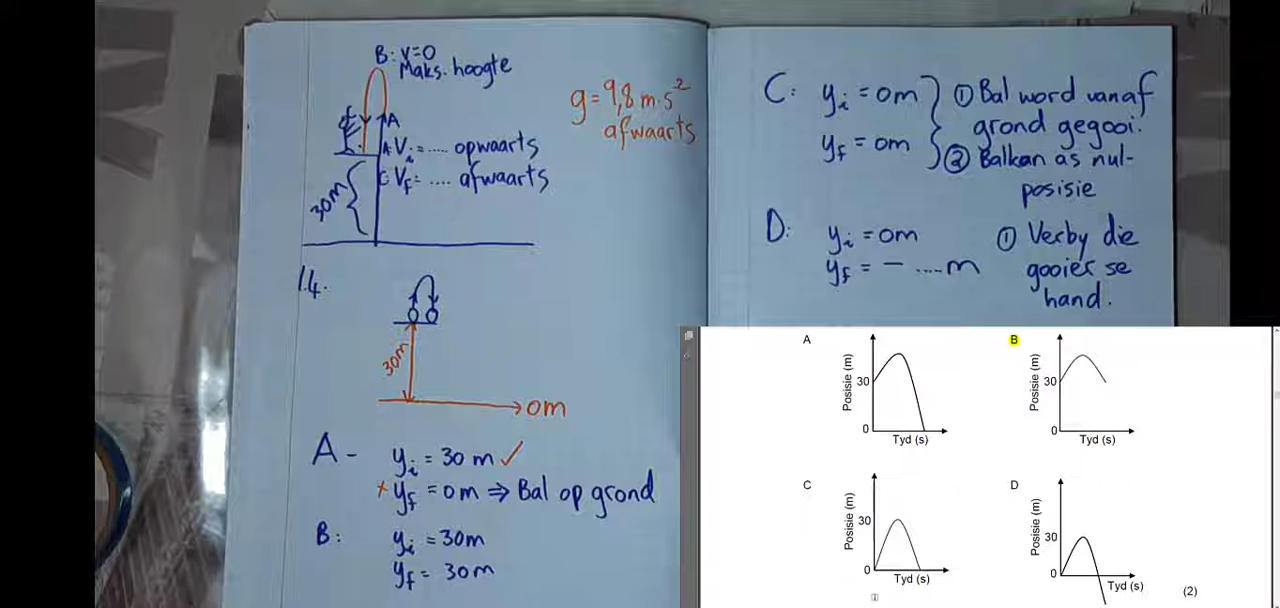 B: v=0
Maks. hoogte
A
A Vi = .... opwaarts
C Vf = .... afwaarts
30m
g = 9,8 m·s²
afwaarts
1.4.
30m
0m
A - yi = 30 m ✓
x yf = 0m ⇒ Bal op grond
B: yi = 30m
yf = 30m
C: yi = 0m
yf = 0m
① Bal word vanaf
grond gegooi.
② Balkan as nul-
posisie
D: yi = 0m
yf = - ....m
① Verby die
gooier se
hand.
A
Posisie (m)
30
0
Tyd (s)
B
Posisie (m)
30
0
Tyd (s)
C
Posisie (m)
30
0
Tyd (s)
D
Posisie (m)
30
0
Tyd (s)
(2)